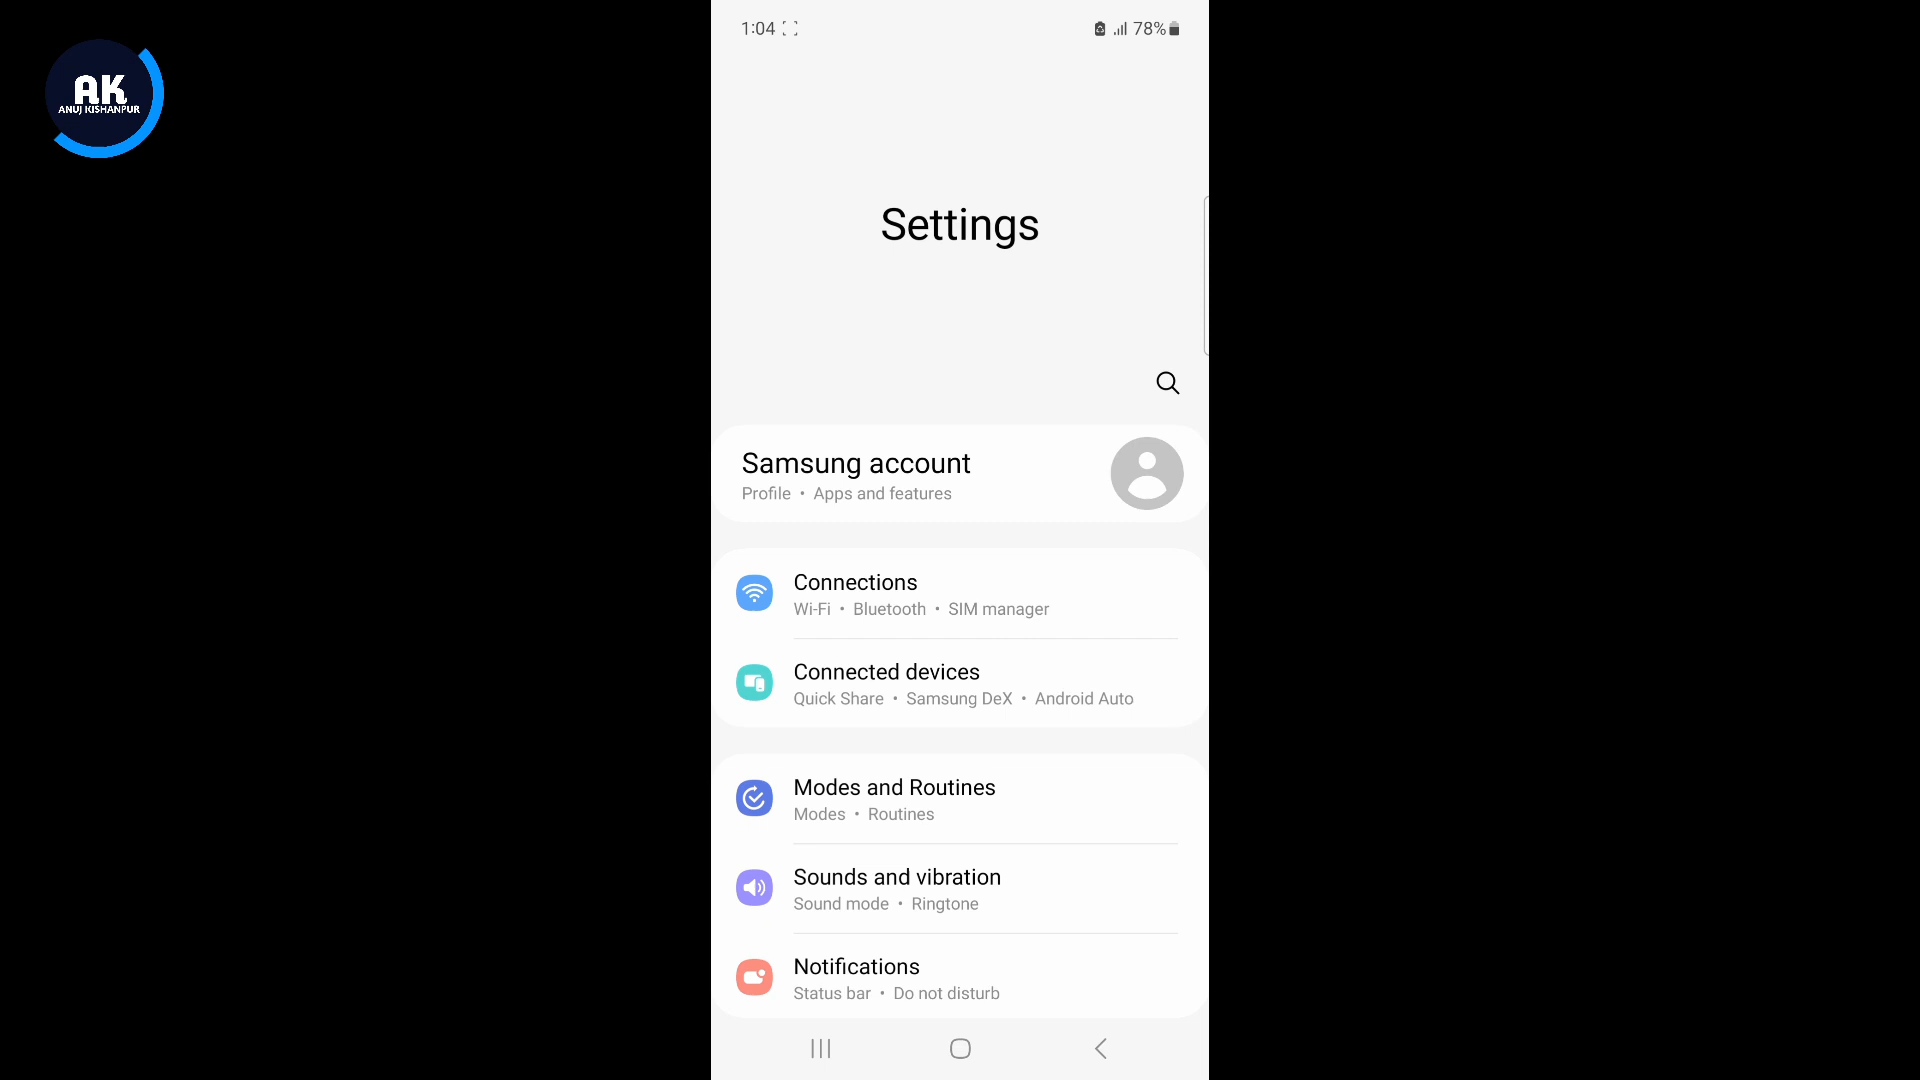 AK
ANUJ KISHANPUR
1:04
78%
Settings
Samsung account
Profile • Apps and features
Connections
Wi-Fi • Bluetooth • SIM manager
Connected devices
Quick Share • Samsung DeX • Android Auto
Modes and Routines
Modes • Routines
Sounds and vibration
Sound mode • Ringtone
Notifications
Status bar • Do not disturb